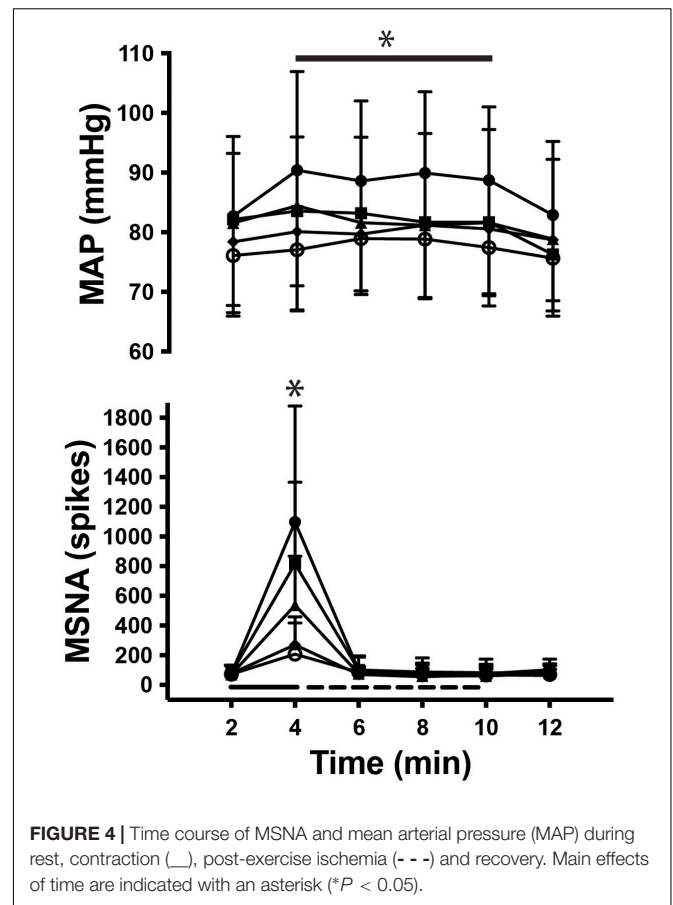 *
110
100
90
80
70
60
MAP (mmHg)
*
1800
1600
1400
1200
1000
800
600
400
200
0
MSNA (spikes)
2 4 6 8 10 12
Time (min)
FIGURE 4 | Time course of MSNA and mean arterial pressure (MAP) during
rest, contraction (__), post-exercise ischemia (- - -) and recovery. Main effects
of time are indicated with an asterisk (*P < 0.05).